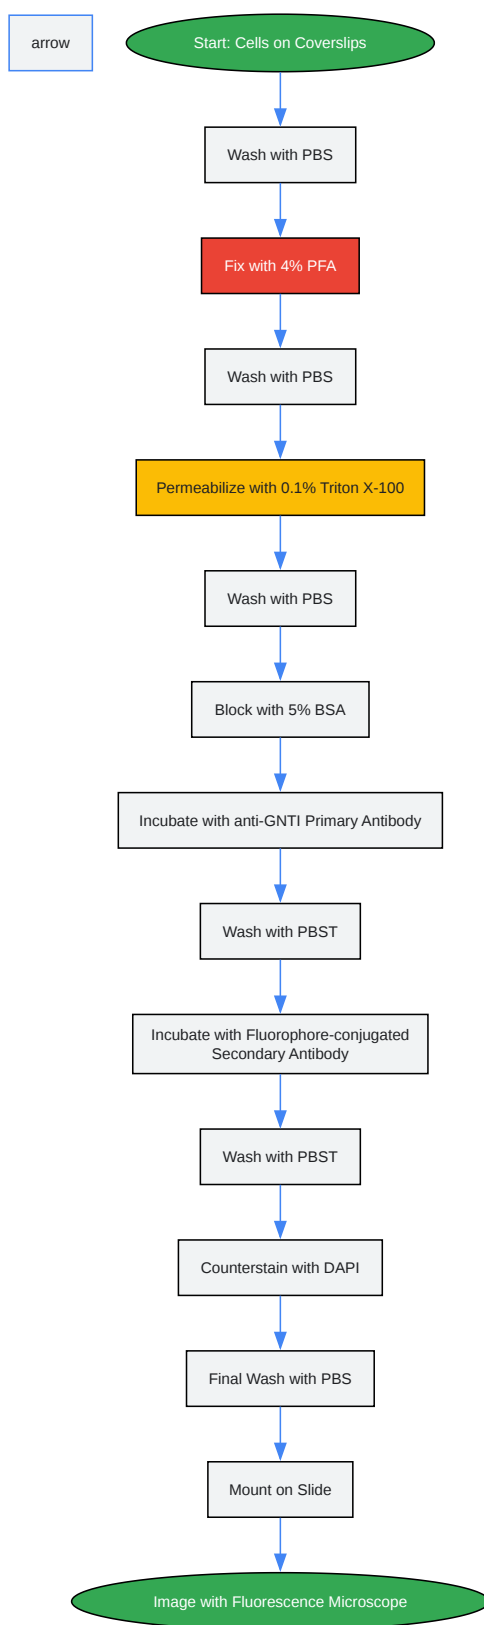 arrow
Start: Cells on Coverslips
Wash with PBS
Fix with 4% PFA
Wash with PBS
Permeabilize with 0.1% Triton X-100
Wash with PBS
Block with 5% BSA
Incubate with anti-GNTI Primary Antibody
Wash with PBST
Incubate with Fluorophore-conjugated
Secondary Antibody
Wash with PBST
Counterstain with DAPI
Final Wash with PBS
Mount on Slide
Image with Fluorescence Microscope